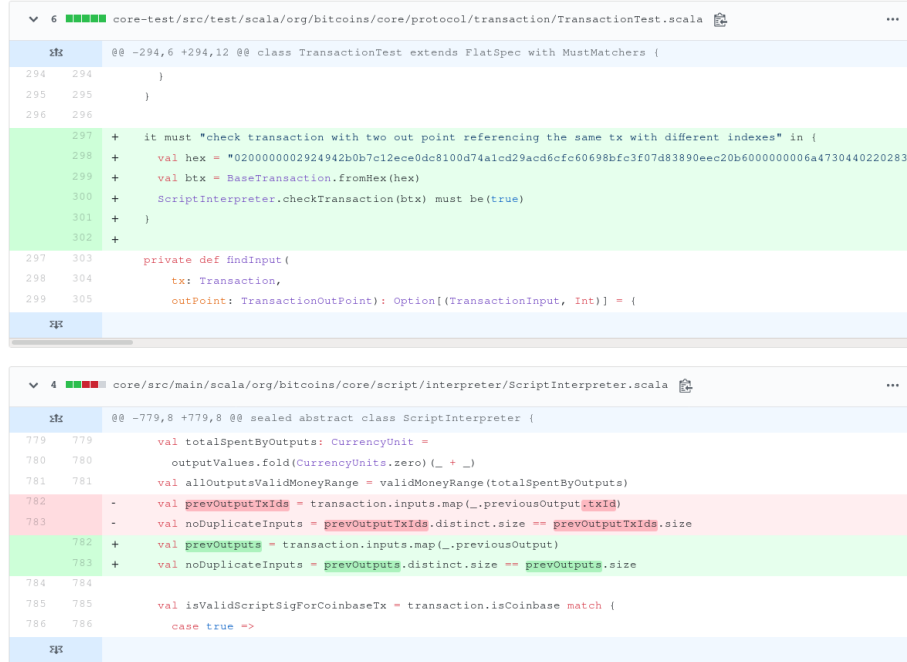 6 core-test/src/test/scala/org/bitcoins/core/protocol/transaction/TransactionTest.scala ...
@@ -294,6 +294,12 @@ class TransactionTest extends FlatSpec with MustMatchers {
294 294 }
295 295 }
296 296
297 + it must "check transaction with two out point referencing the same tx with different indexes" in {
298 + val hex = "0200000002924942b0b7c12ece0dc8100d74a1cd29acd6cfc60698bfc3f07d83890eec20b6000000006a4730440220283
299 + val btx = BaseTransaction.fromHex(hex)
300 + ScriptInterpreter.checkTransaction(btx) must be(true)
301 + }
302 +
297 303 private def findInput(
298 304 tx: Transaction,
299 305 outPoint: TransactionOutPoint): Option[(TransactionInput, Int)] = {
4 core/src/main/scala/org/bitcoins/core/script/interpreter/ScriptInterpreter.scala ...
@@ -779,8 +779,8 @@ sealed abstract class ScriptInterpreter {
779 779 val totalSpentByOutputs: CurrencyUnit =
780 780 outputValues.fold(CurrencyUnits.zero)(_ + _)
781 781 val allOutputsValidMoneyRange = validMoneyRange(totalSpentByOutputs)
782 - val prevOutputTxIds = transaction.inputs.map(_.previousOutput.txId)
783 - val noDuplicateInputs = prevOutputTxIds.distinct.size == prevOutputTxIds.size
782 + val prevOutputs = transaction.inputs.map(_.previousOutput)
783 + val noDuplicateInputs = prevOutputs.distinct.size == prevOutputs.size
784 784
785 785 val isValidScriptSigForCoinbaseTx = transaction.isCoinbase match {
786 786 case true =>